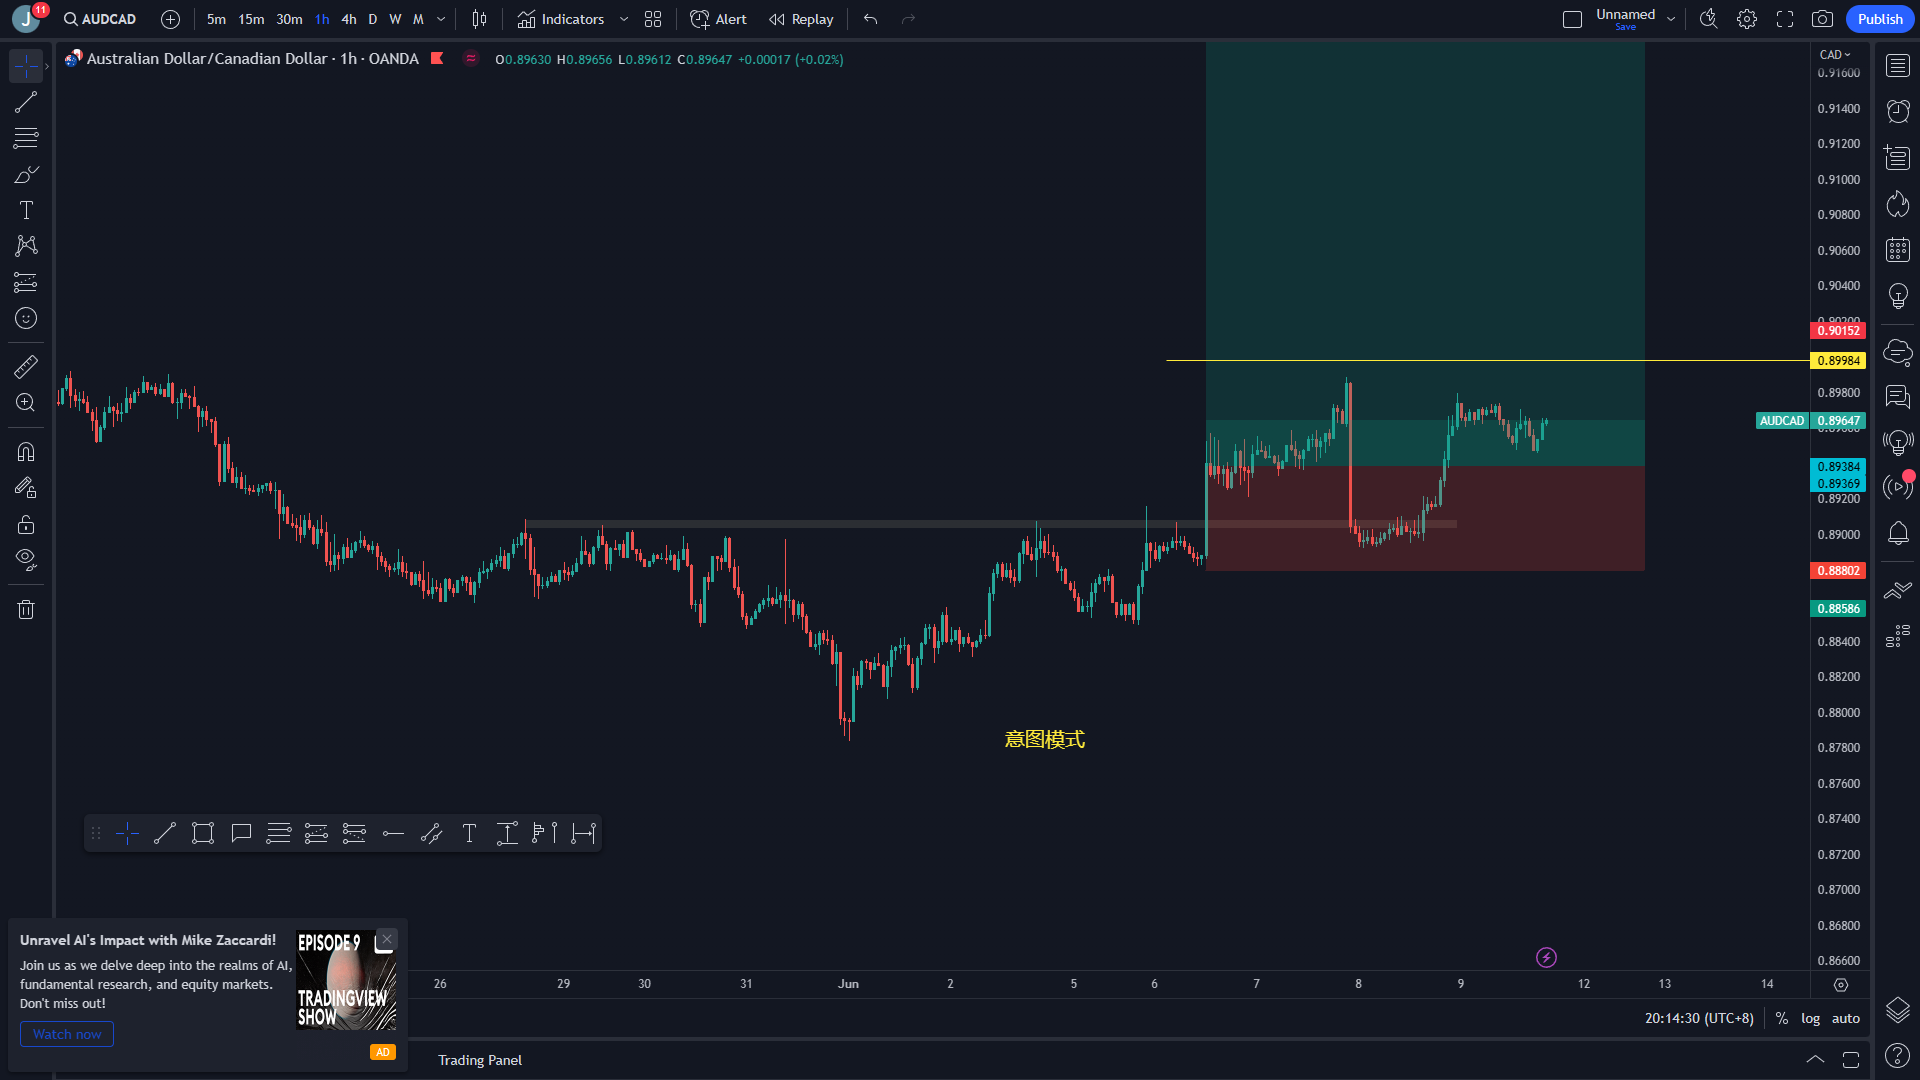 J
11
AUDCAD
5m 15m 30m 1h 4h D W M
Indicators
Alert
Replay
Unnamed
Save
Publish
Australian Dollar/Canadian Dollar · 1h · OANDA
O0.89630 H0.89656 L0.89612 C0.89647 +0.00017 (+0.02%)
CAD
0.91600
0.91400
0.91200
0.91000
0.90800
0.90600
0.90400
0.90200
0.90152
0.89984
0.89800
AUDCAD 0.89647
0.89600
0.89384
0.89369
0.89200
0.89000
0.88802
0.88586
0.88400
0.88200
0.88000
意图模式
0.87800
0.87600
0.87400
0.87200
0.87000
0.86800
0.86600
T
T
Unravel AI's Impact with Mike Zaccardi!
Join us as we delve deep into the realms of AI,
fundamental research, and equity markets.
Don't miss out!
Watch now
EPISODE 9
TRADINGVIEW
SHOW
AD
26 29 30 31 Jun 2 5 6 7 8 9 12 13 14
20:14:30 (UTC+8) % log auto
Trading Panel